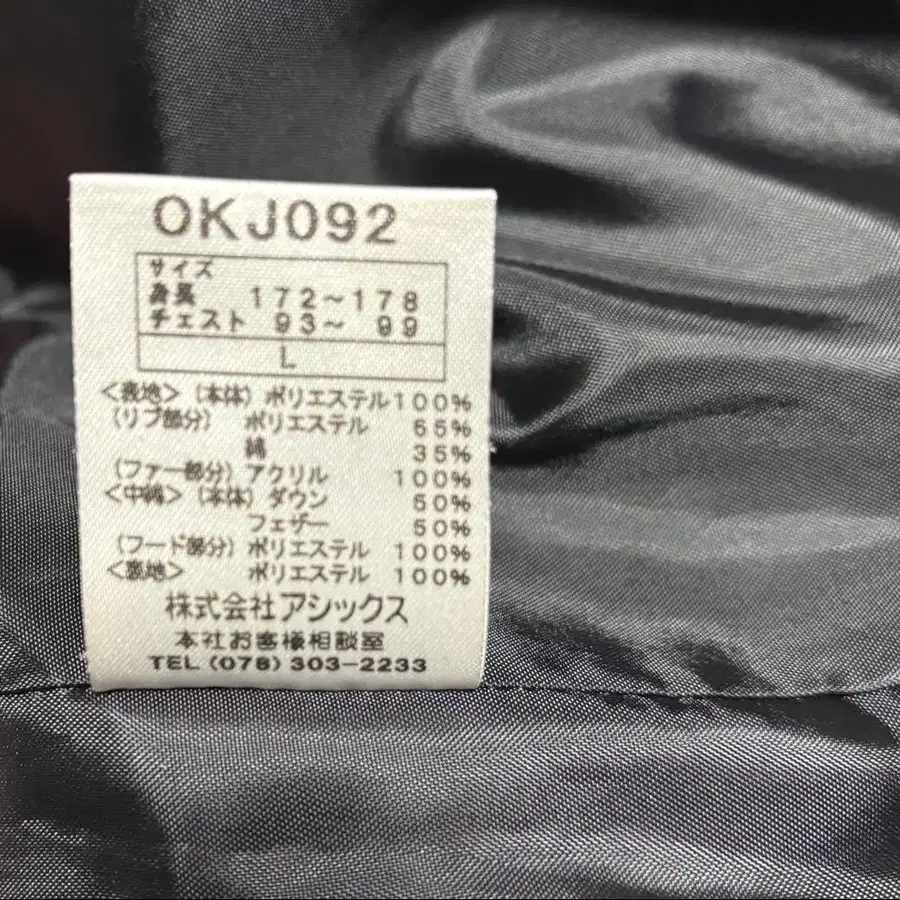 OKJ092
サイズ
身長 172～178
チェスト 93～ 99
L
<表地> (本体) ポリエステル 100%
(リブ部分) ポリエステル 65%
綿 35%
(ファー部分) アクリル 100%
<中綿> (本体) ダウン 50%
フェザー 50%
(フード部分) ポリエステル 100%
<裏地> ポリエステル 100%
株式会社アシックス
本社お客様相談室
TEL (078) 303-2233